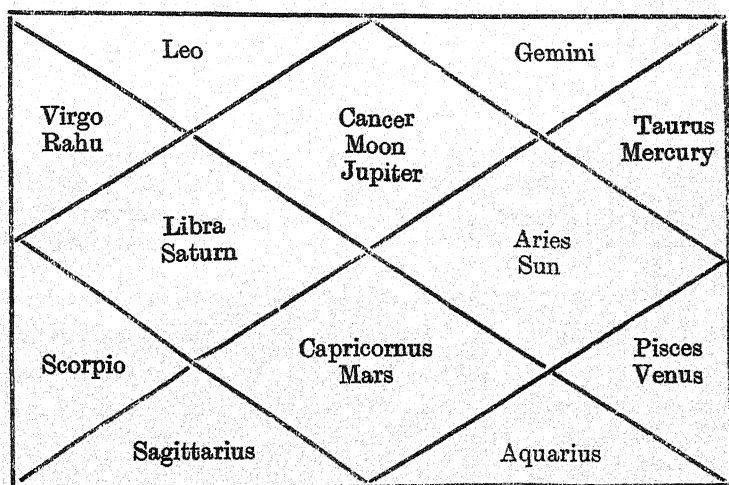 Leo
Gemini
Virgo
Rahu
Cancer
Moon
Jupiter
Taurus
Mercury
Libra
Saturn
Aries
Sun
Scorpio
Capricornus
Mars
Pisces
Venus
Sagittarius
Aquarius